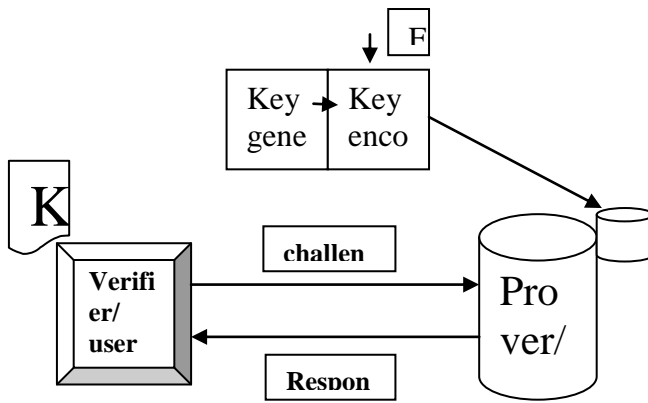 Key
gene
Key
enco
K
challen
Verifi
er/
user
Pro
ver/
Respon